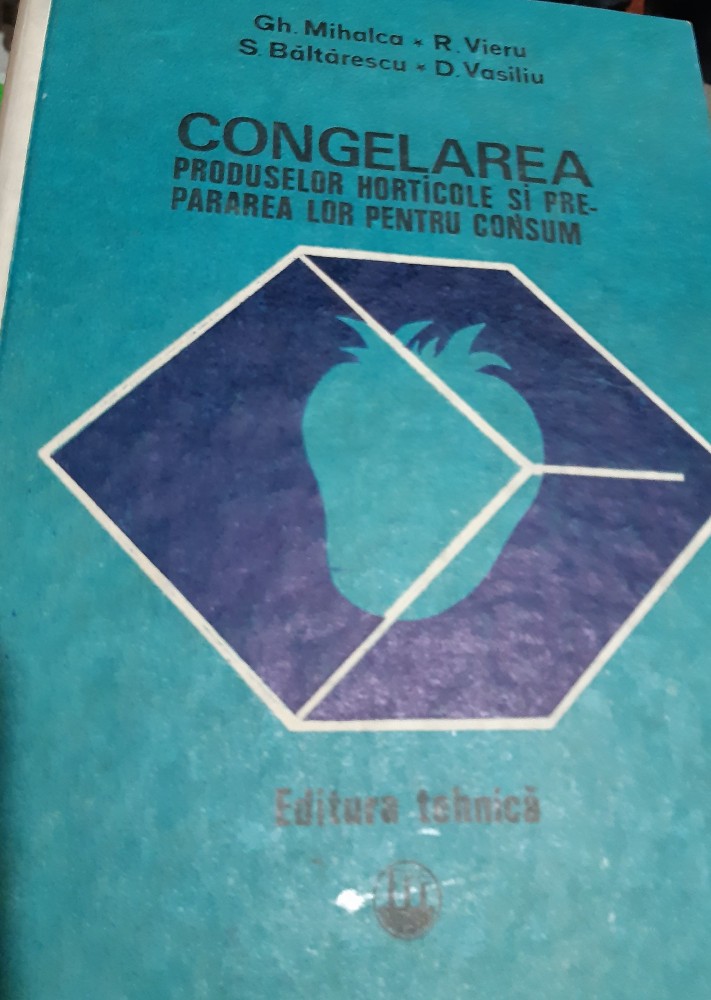 Gh. Mihalca * R. Vieru
S. Băltărescu * D. Vasiliu
CONGELAREA
PRODUSELOR HORTICOLE ȘI PRE-
PARAREA LOR PENTRU CONSUM
Editura tehnică